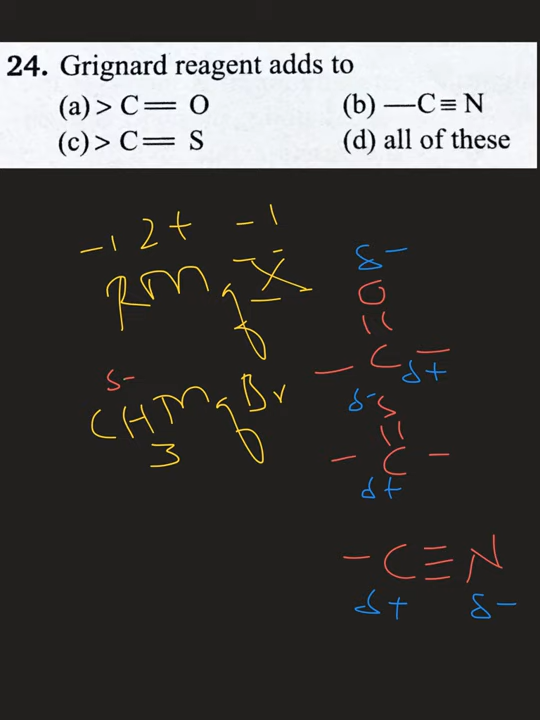 24. Grignard reagent adds to
(a) > C = O (b) —C ≡ N
(c) > C = S (d) all of these
-1 2+ -1
RMgX
δ-
CH3MgBr
δ-
O
||
- C -
δ+
δ- S
||
- C -
δ+
- C ≡ N
δ+ δ-